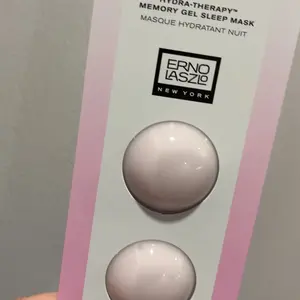 HYDRA-THERAPY™
MEMORY GEL SLEEP MASK
MASQUE HYDRATANT NUIT
ERNO
LASZLO
NEW YORK